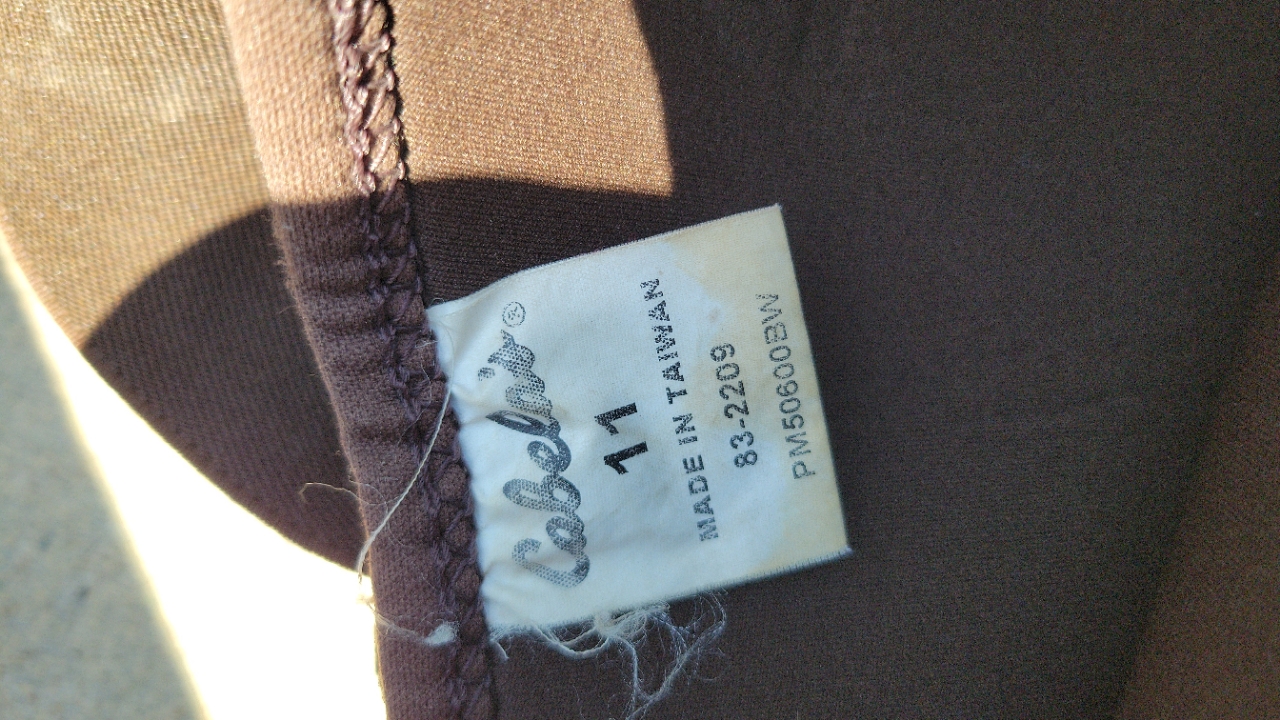 Cabela's®
11
MADE IN TAIWAN
83-2209
PM50600BW